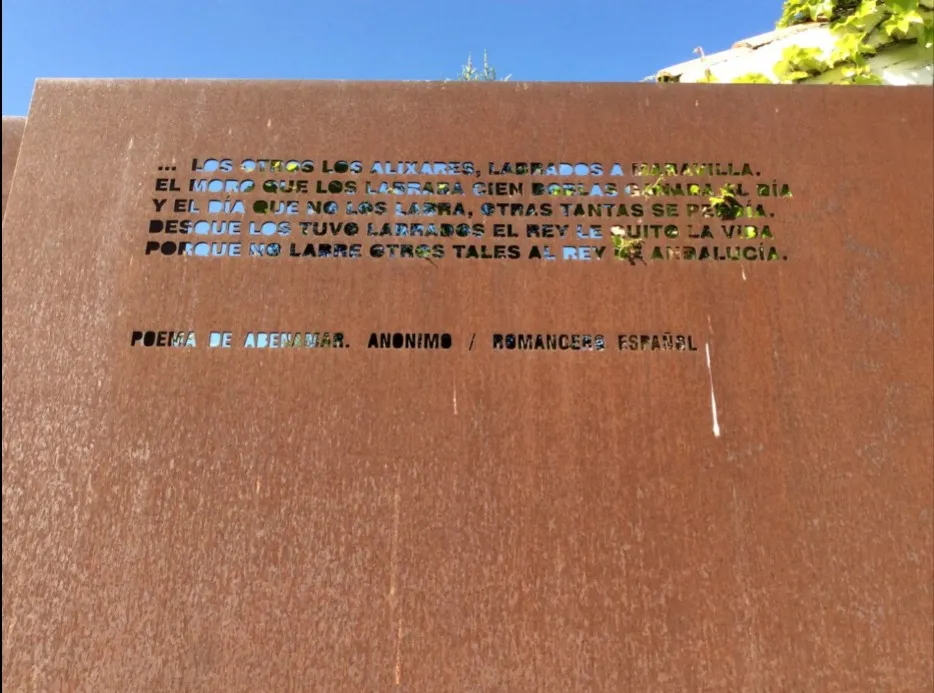 ... LOS OTROS LOS ALIXARES, LABRADOS A MARAVILLA.
EL MORO QUE LOS LABRABA CIEN DOBLAS GANABA AL DÍA
Y EL DÍA QUE NO LOS LABRA, OTRAS TANTAS SE PERDÍA.
DESQUE LOS TUVO LABRADOS EL REY LE QUITO LA VIDA
PORQUE NO LABRE OTROS TALES AL REY DE ANDALUCÍA.
POEMA DE ABENAMAR. ANONIMO / ROMANCERO ESPAÑOL